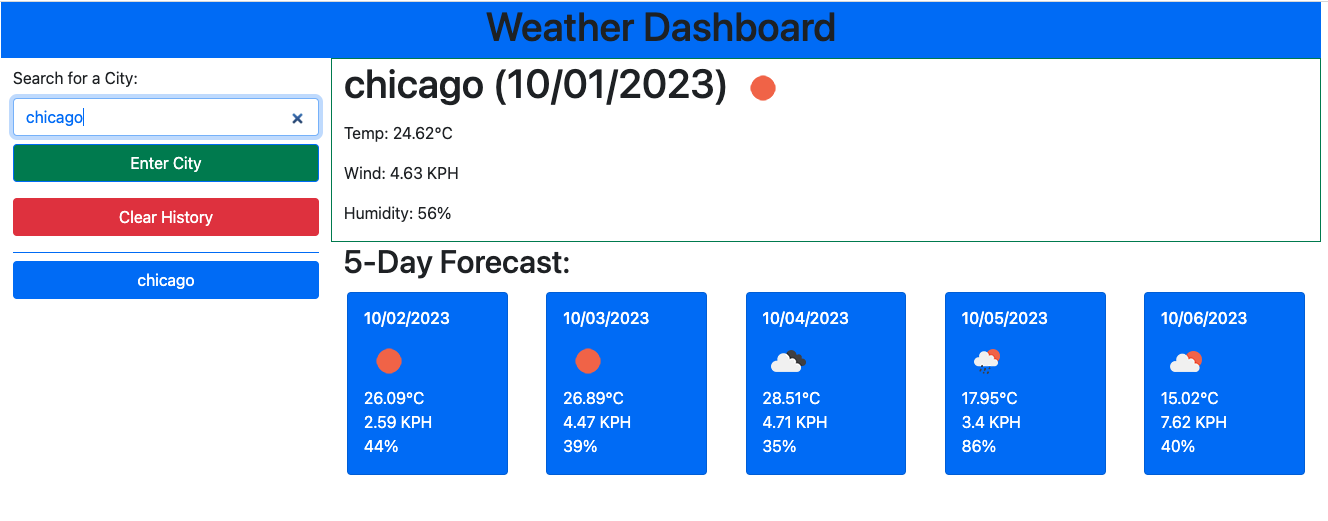 Weather Dashboard
Search for a City:
chicago
Enter City
Clear History
chicago
chicago (10/01/2023)
Temp: 24.62°C
Wind: 4.63 KPH
Humidity: 56%
5-Day Forecast:
10/02/2023
26.09°C
2.59 KPH
44%
10/03/2023
26.89°C
4.47 KPH
39%
10/04/2023
28.51°C
4.71 KPH
35%
10/05/2023
17.95°C
3.4 KPH
86%
10/06/2023
15.02°C
7.62 KPH
40%